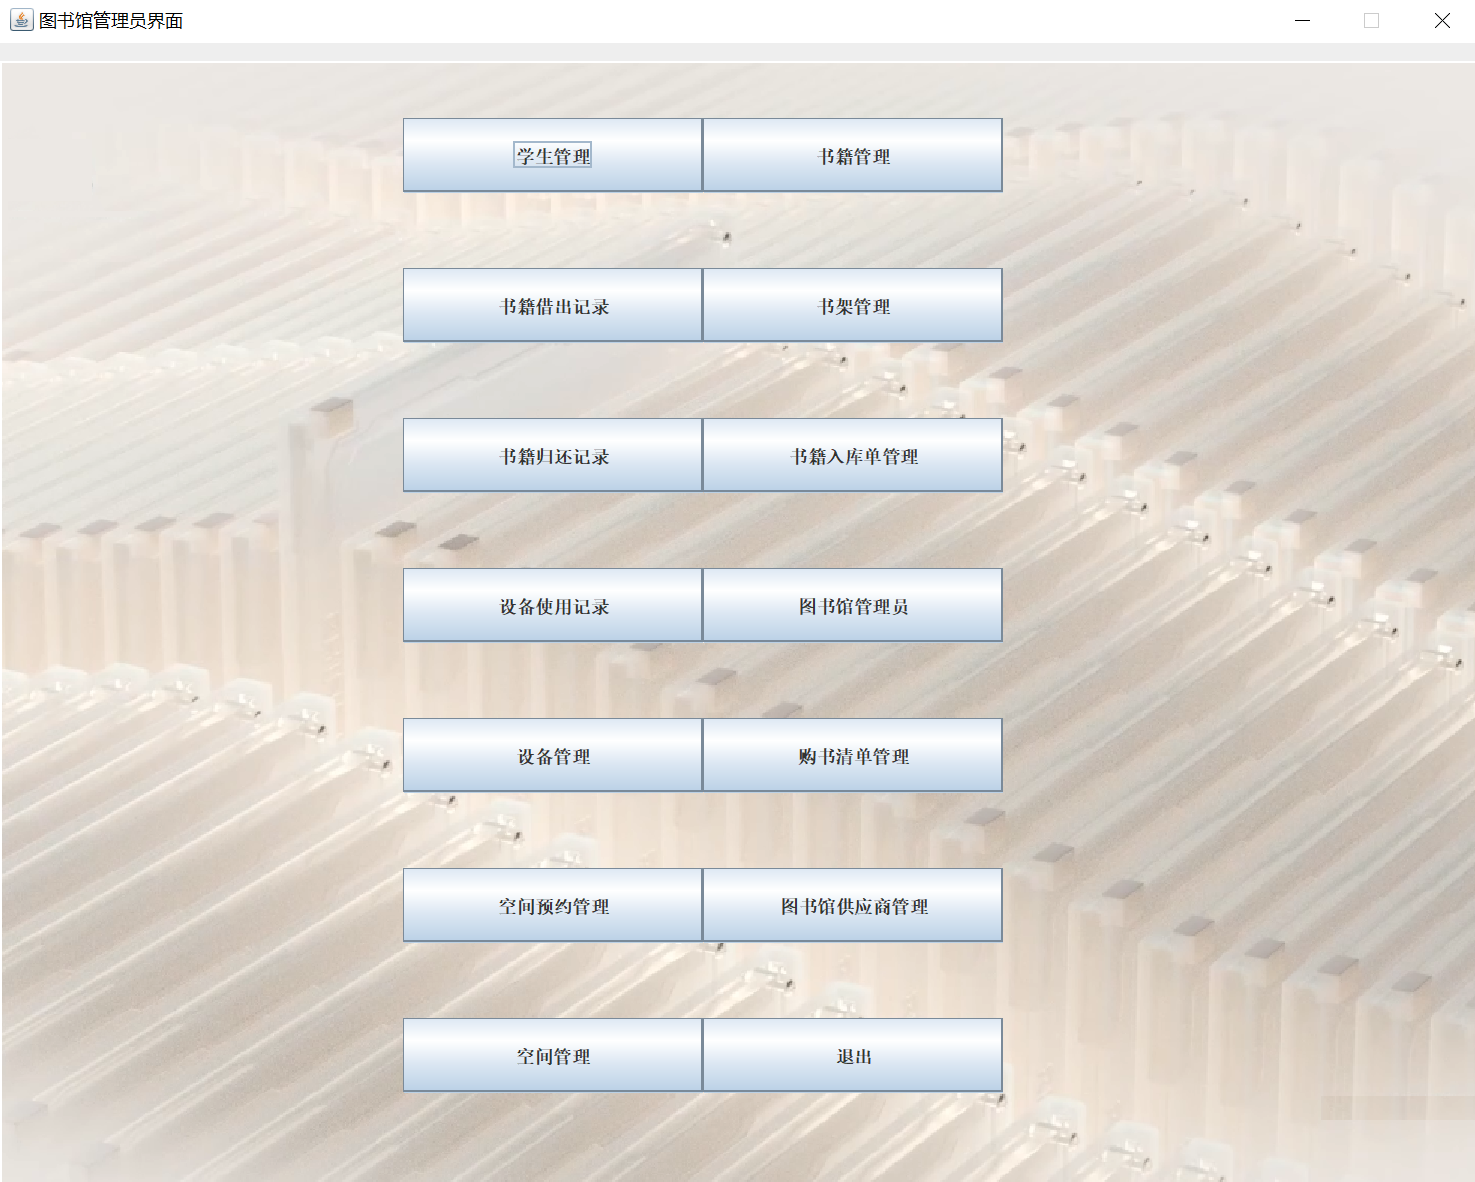 图书馆管理员界面
学生管理 书籍管理
书籍借出记录 书架管理
书籍归还记录 书籍入库单管理
设备使用记录 图书馆管理员
设备管理 购书清单管理
空间预约管理 图书馆供应商管理
空间管理 退出